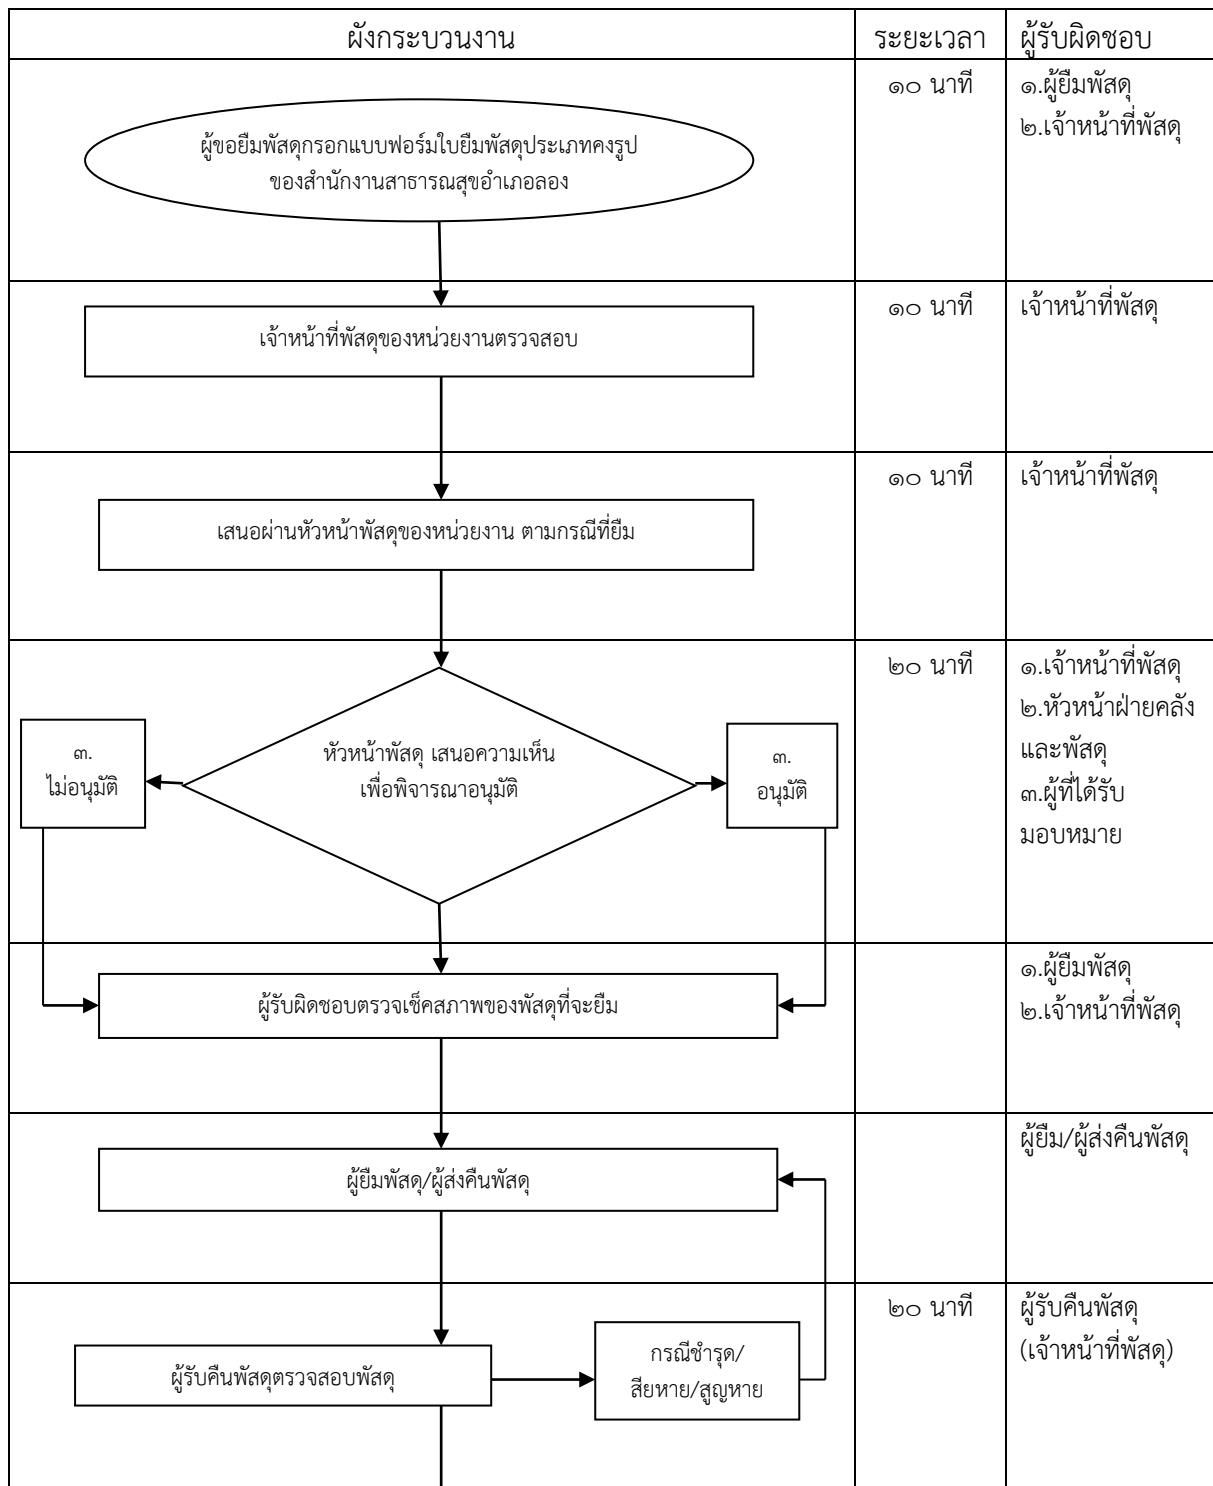 ผังกระบวนงาน
ระยะเวลา
ผู้รับผิดชอบ
ผู้ขอยืมพัสดุกรอกแบบฟอร์มใบยืมพัสดุประเภทคงรูป
ของสำนักงานสาธารณสุขอำเภอลอง
๑๐ นาที
๑.ผู้ยืมพัสดุ
๒.เจ้าหน้าที่พัสดุ
เจ้าหน้าที่พัสดุของหน่วยงานตรวจสอบ
๑๐ นาที
เจ้าหน้าที่พัสดุ
เสนอผ่านหัวหน้าพัสดุของหน่วยงาน ตามกรณีที่ยืม
๑๐ นาที
เจ้าหน้าที่พัสดุ
๓.
ไม่อนุมัติ
หัวหน้าพัสดุ เสนอความเห็น
เพื่อพิจารณาอนุมัติ
๓.
อนุมัติ
๒๐ นาที
๑.เจ้าหน้าที่พัสดุ
๒.หัวหน้าฝ่ายคลัง
และพัสดุ
๓.ผู้ที่ได้รับ
มอบหมาย
ผู้รับผิดชอบตรวจเช็คสภาพของพัสดุที่จะยืม
๑.ผู้ยืมพัสดุ
๒.เจ้าหน้าที่พัสดุ
ผู้ยืมพัสดุ/ผู้ส่งคืนพัสดุ
ผู้ยืม/ผู้ส่งคืนพัสดุ
ผู้รับคืนพัสดุตรวจสอบพัสดุ
กรณีชำรุด/
สียหาย/สูญหาย
๒๐ นาที
ผู้รับคืนพัสดุ
(เจ้าหน้าที่พัสดุ)